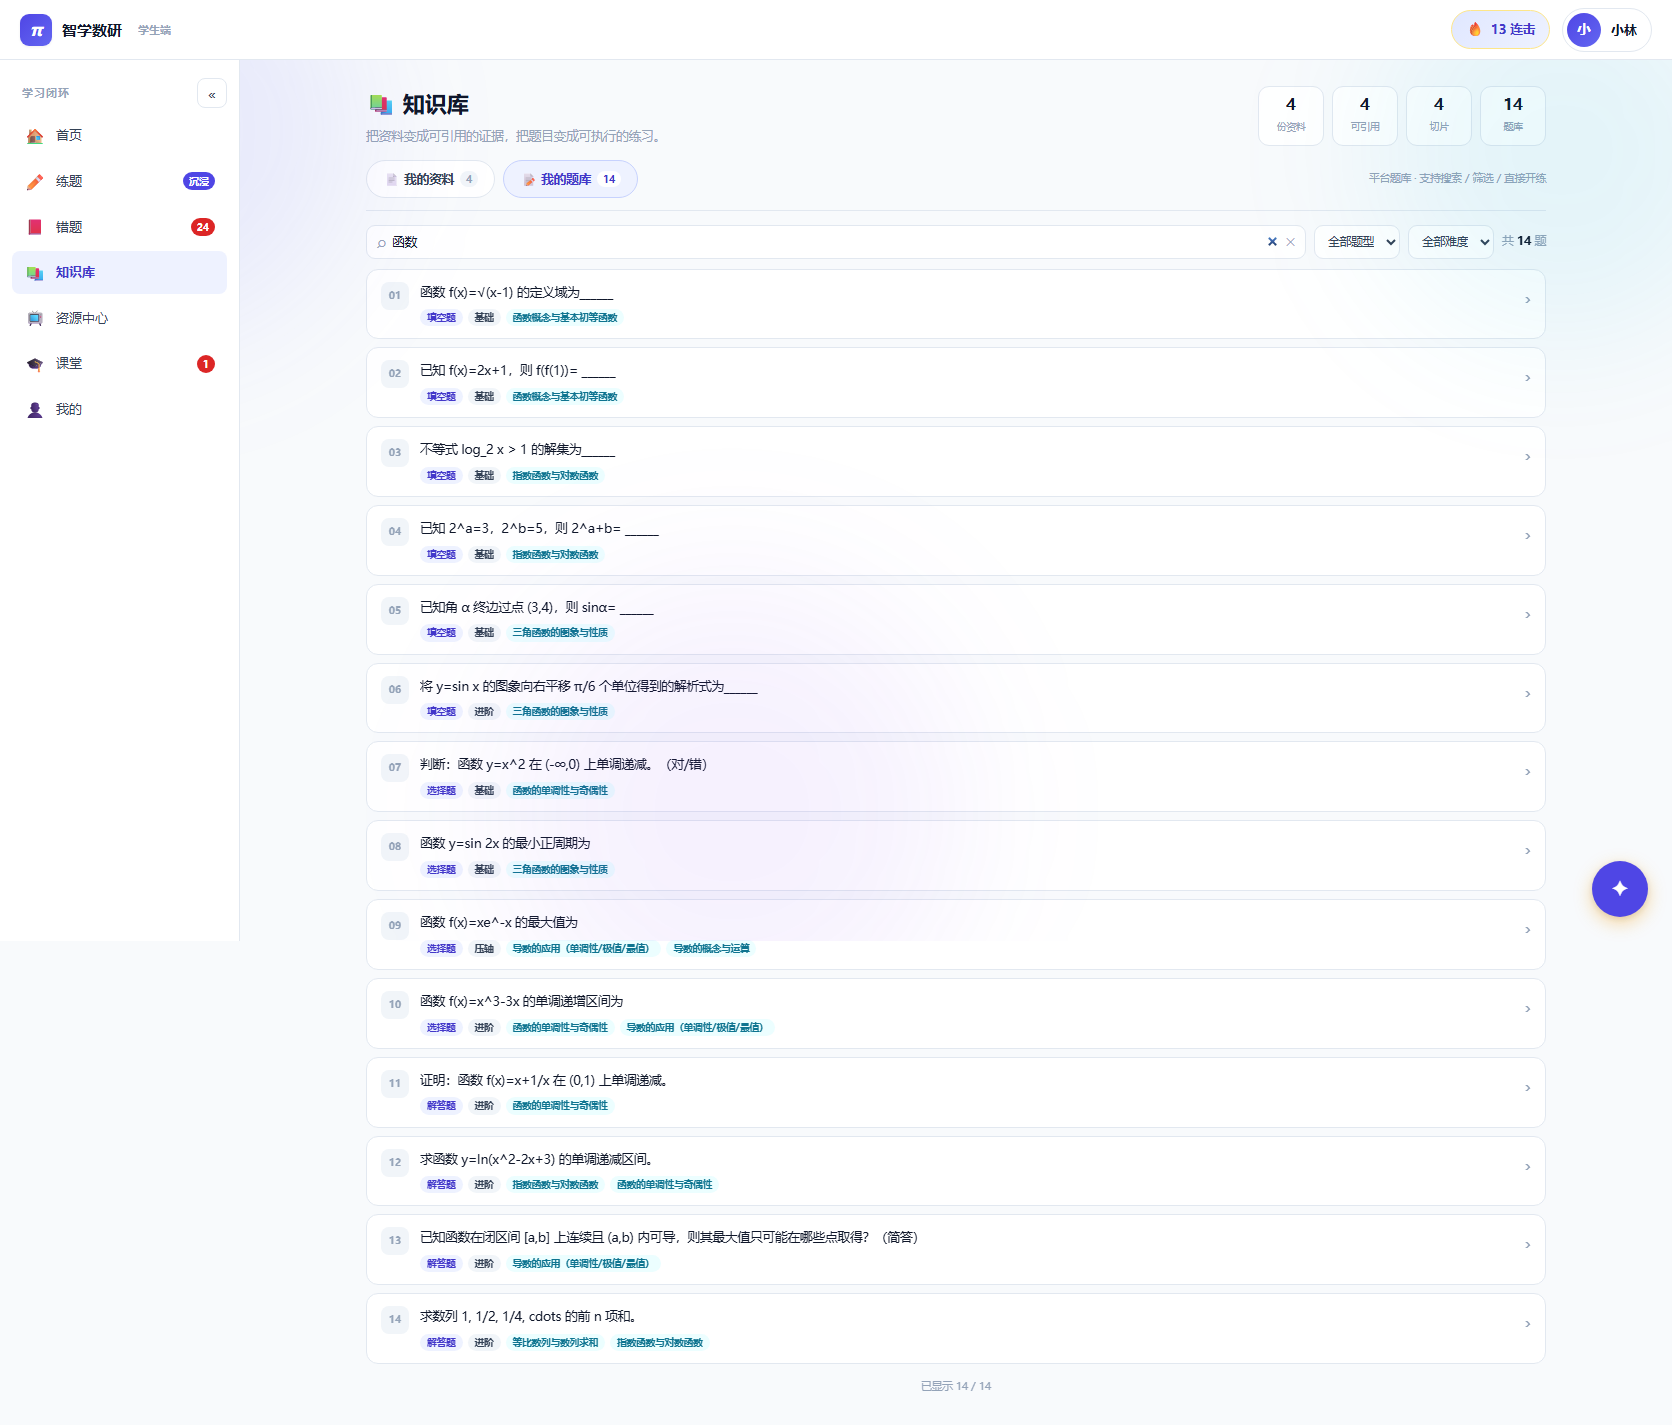 π 智学数研 学生端
13 连击
小 小林
学习闭环
«
首页
练题 沉浸
错题 24
知识库
资源中心
课堂 1
我的
知识库
把资料变成可引用的证据，把题目变成可执行的练习。
4 份资料
4 可引用
4 切片
14 题库
我的资料 4
我的题库 14
平台题库 · 支持搜索 / 筛选 / 直接开练
函数
全部题型
全部难度
共 14 题
01 函数 f(x)=√(x-1) 的定义域为_____
填空题 基础 函数概念与基本初等函数
02 已知 f(x)=2x+1，则 f(f(1))= _____
填空题 基础 函数概念与基本初等函数
03 不等式 log_2 x > 1 的解集为_____
填空题 基础 指数函数与对数函数
04 已知 2^a=3，2^b=5，则 2^a+b= _____
填空题 基础 指数函数与对数函数
05 已知角 α 终边过点 (3,4)，则 sinα= _____
填空题 基础 三角函数的图象与性质
06 将 y=sin x 的图象向右平移 π/6 个单位得到的解析式为_____
填空题 进阶 三角函数的图象与性质
07 判断：函数 y=x^2 在 (-∞,0) 上单调递减。（对/错）
选择题 基础 函数的单调性与奇偶性
08 函数 y=sin 2x 的最小正周期为
选择题 基础 三角函数的图象与性质
09 函数 f(x)=xe^-x 的最大值为
选择题 压轴 导数的应用（单调性/极值/最值） 导数的概念与运算
10 函数 f(x)=x^3-3x 的单调递增区间为
选择题 进阶 函数的单调性与奇偶性 导数的应用（单调性/极值/最值）
11 证明：函数 f(x)=x+1/x 在 (0,1) 上单调递减。
解答题 进阶 函数的单调性与奇偶性
12 求函数 y=ln(x^2-2x+3) 的单调递减区间。
解答题 进阶 指数函数与对数函数 函数的单调性与奇偶性
13 已知函数在闭区间 [a,b] 上连续且 (a,b) 内可导，则其最大值只可能在哪些点取得？（简答）
解答题 进阶 导数的应用（单调性/极值/最值）
14 求数列 1, 1/2, 1/4, cdots 的前 n 项和。
解答题 进阶 等比数列与数列求和 指数函数与对数函数
已显示 14 / 14